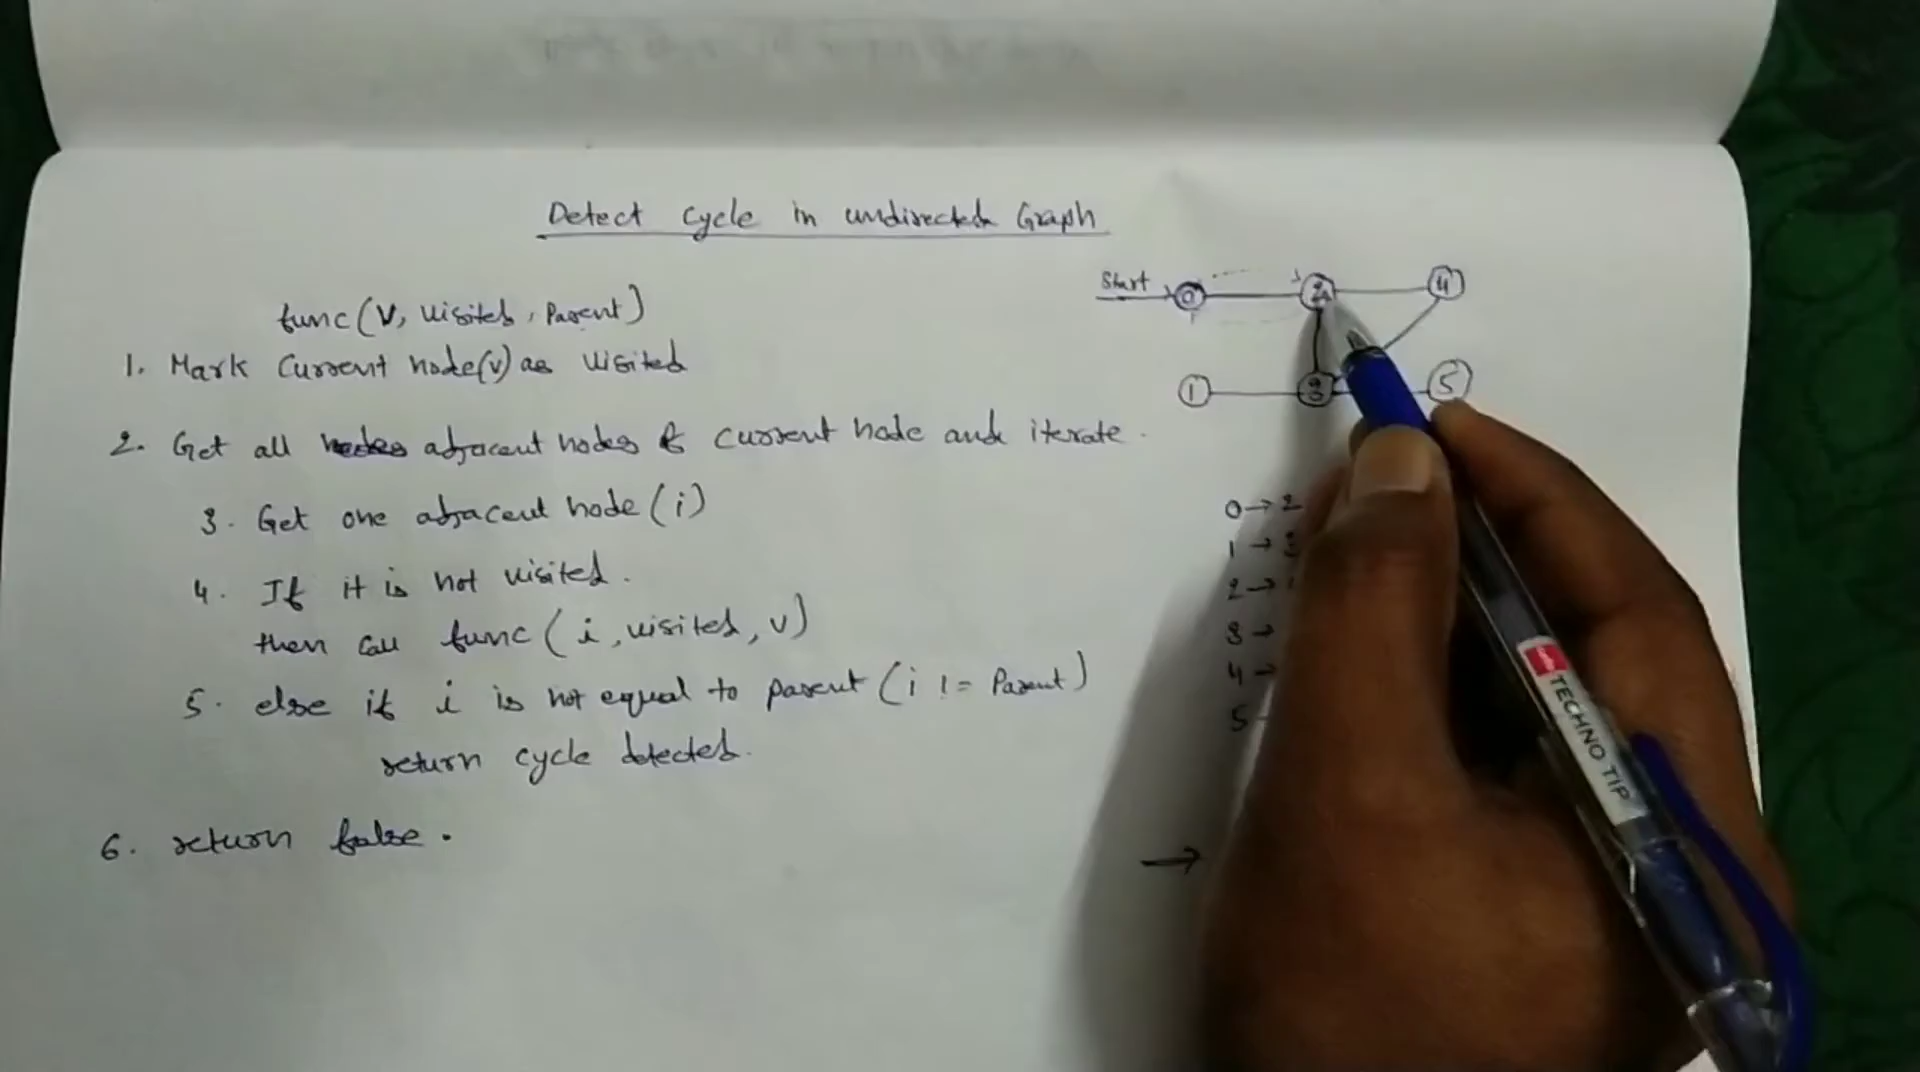 Detect cycle in undirected Graph
func(V, visited, Parent)
1. Mark Current node(v) as visited
2. Get all adjacent nodes of current node and iterate.
3. Get one adjacent node (i)
4. If it is not visited.
then call func(i, visited, v)
5. else if i is not equal to parent (i != Parent)
return cycle detected.
6. return false.
Start
0
2
4
1
3
5
0→2
1→
2→
3→
4→
5
TECHNO TIP